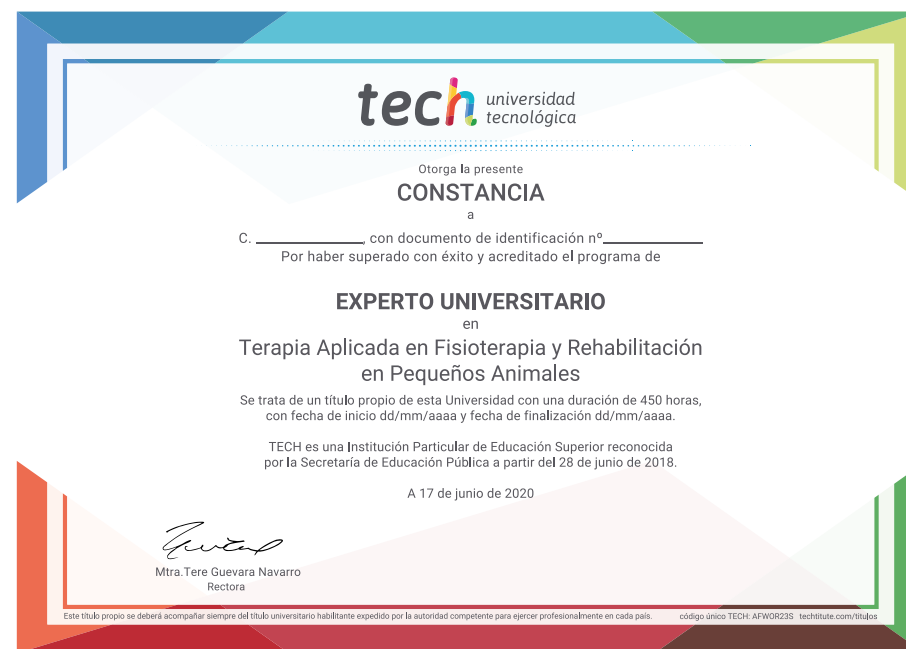 tech universidad
tecnológica
Otorga la presente
CONSTANCIA
a
C. ______________, con documento de identificación nº______________
Por haber superado con éxito y acreditado el programa de
EXPERTO UNIVERSITARIO
en
Terapia Aplicada en Fisioterapia y Rehabilitación
en Pequeños Animales
Se trata de un título propio de esta Universidad con una duración de 450 horas,
con fecha de inicio dd/mm/aaaa y fecha de finalización dd/mm/aaaa.
TECH es una Institución Particular de Educación Superior reconocida
por la Secretaría de Educación Pública a partir del 28 de junio de 2018.
A 17 de junio de 2020
Mtra.Tere Guevara Navarro
Rectora
Este título propio se deberá acompañar siempre del título universitario habilitante expedido por la autoridad competente para ejercer profesionalmente en cada país. código único TECH: AFWOR23S techtitute.com/titulos